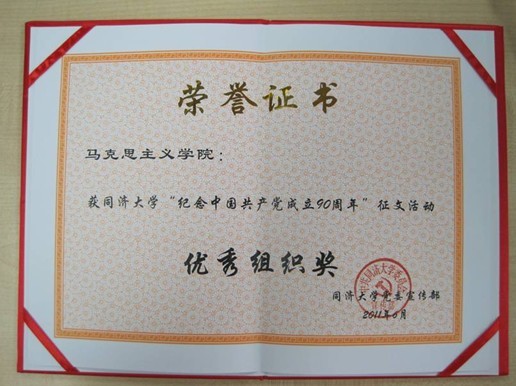 荣誉证书
马克思主义学院：
获同济大学“纪念中国共产党成立90周年”征文活动
优秀组织奖
同济大学党委宣传部
2011年6月